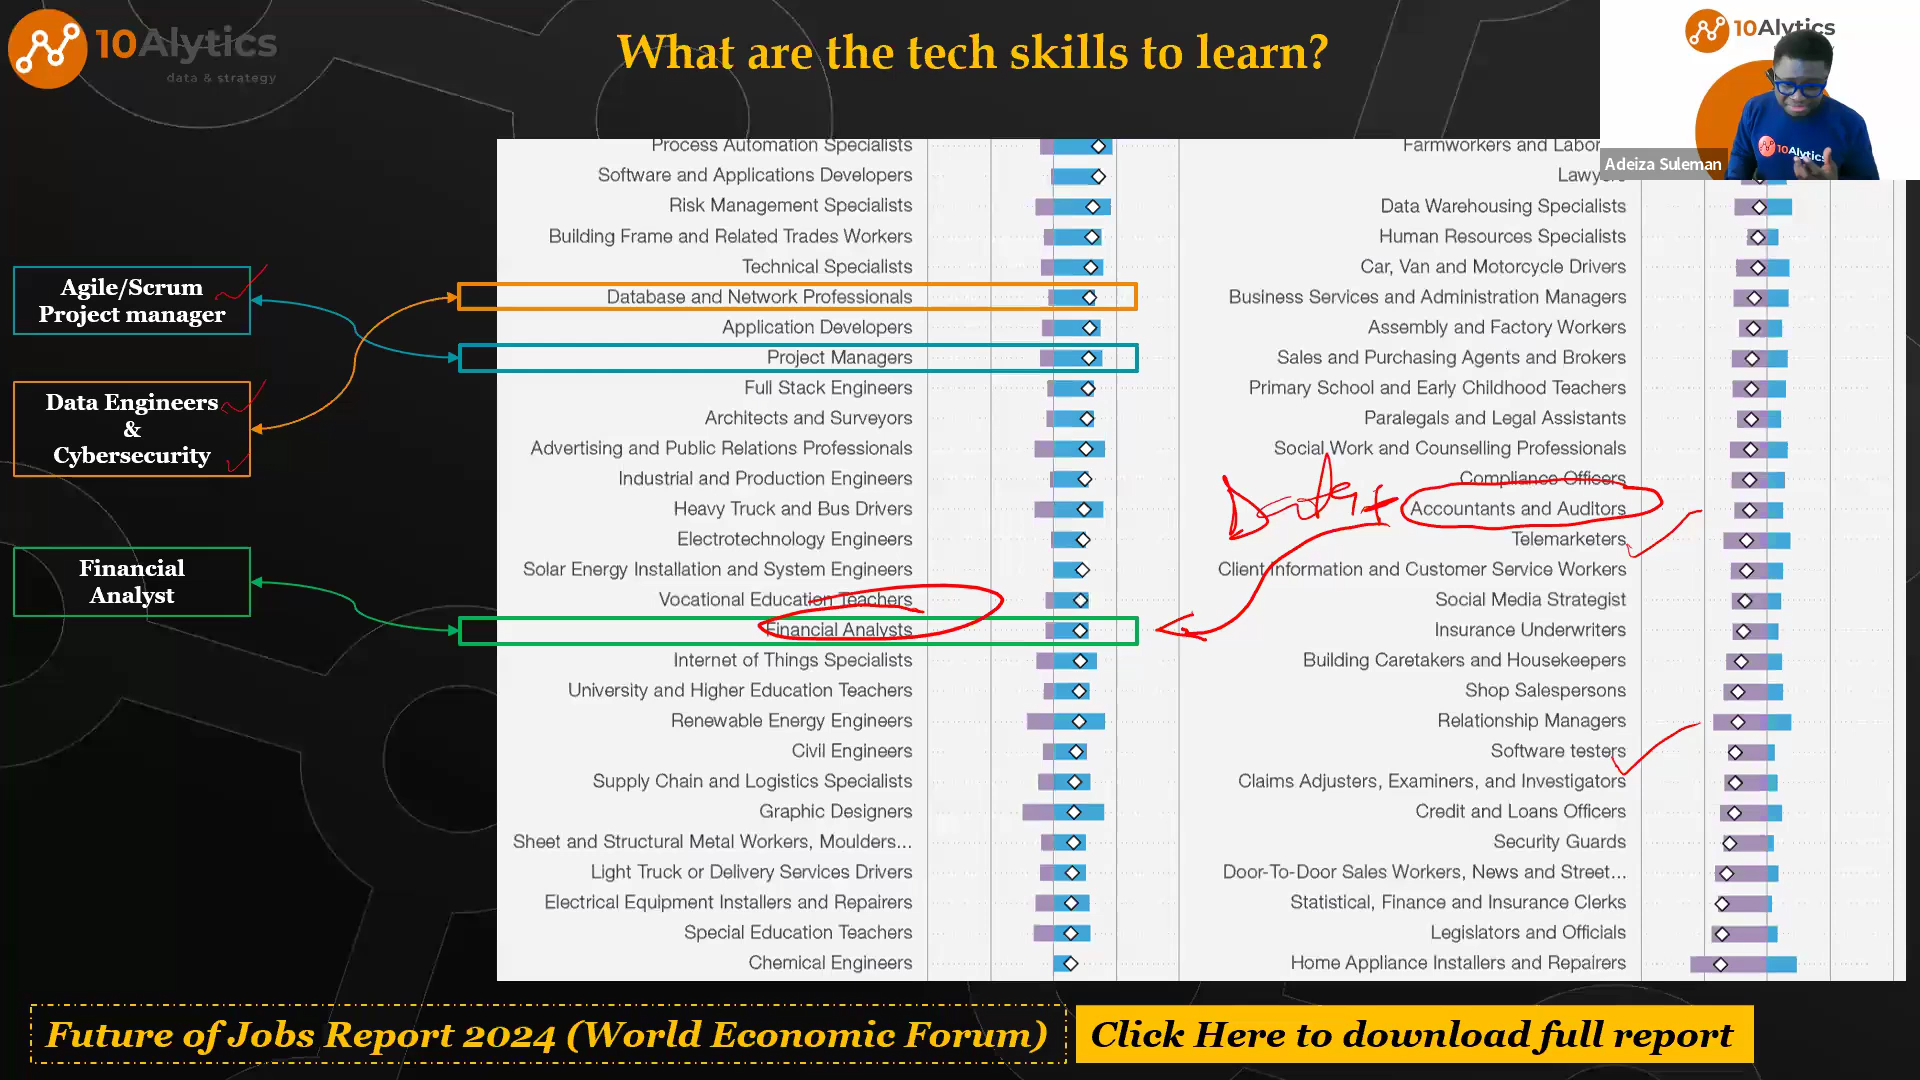 10Alytics
data & strategy
What are the tech skills to learn?
10Alytics
10Alytics
Adeiza Suleman
Agile/Scrum
Project manager
Data Engineers
&
Cybersecurity
Financial
Analyst
Process Automation Specialists
Software and Applications Developers
Risk Management Specialists
Building Frame and Related Trades Workers
Technical Specialists
Database and Network Professionals
Application Developers
Project Managers
Full Stack Engineers
Architects and Surveyors
Advertising and Public Relations Professionals
Industrial and Production Engineers
Heavy Truck and Bus Drivers
Electrotechnology Engineers
Solar Energy Installation and System Engineers
Vocational Education Teachers
Financial Analysts
Internet of Things Specialists
University and Higher Education Teachers
Renewable Energy Engineers
Civil Engineers
Supply Chain and Logistics Specialists
Graphic Designers
Sheet and Structural Metal Workers, Moulders...
Light Truck or Delivery Services Drivers
Electrical Equipment Installers and Repairers
Special Education Teachers
Chemical Engineers
Farmworkers and Labor
Lawyers
Data Warehousing Specialists
Human Resources Specialists
Car, Van and Motorcycle Drivers
Business Services and Administration Managers
Assembly and Factory Workers
Sales and Purchasing Agents and Brokers
Primary School and Early Childhood Teachers
Paralegals and Legal Assistants
Social Work and Counselling Professionals
Compliance Officers
Data +
Accountants and Auditors
Telemarketers
Client Information and Customer Service Workers
Social Media Strategist
Insurance Underwriters
Building Caretakers and Housekeepers
Shop Salespersons
Relationship Managers
Software testers
Claims Adjusters, Examiners, and Investigators
Credit and Loans Officers
Security Guards
Door-To-Door Sales Workers, News and Street...
Statistical, Finance and Insurance Clerks
Legislators and Officials
Home Appliance Installers and Repairers
Future of Jobs Report 2024 (World Economic Forum)
Click Here to download full report